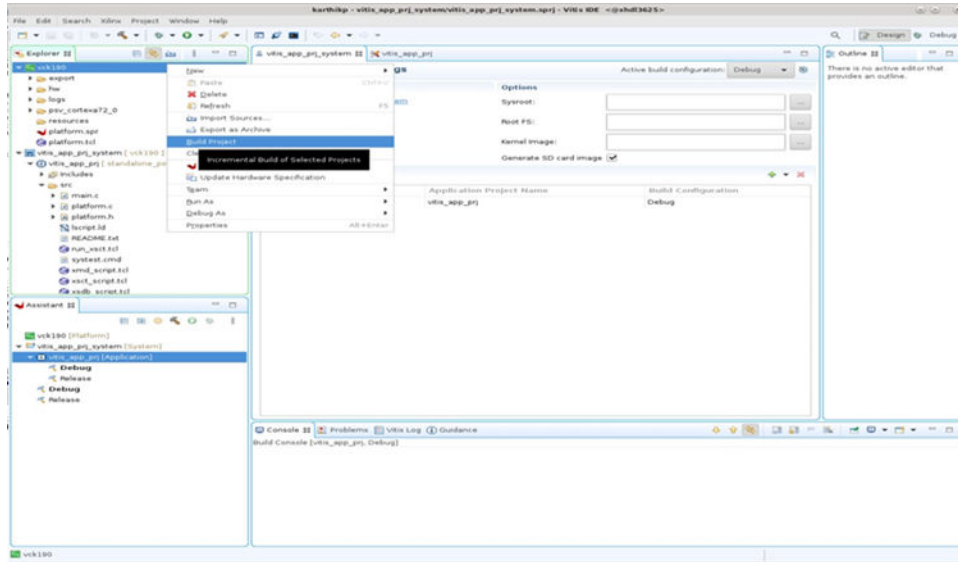 karthikp - vitis_app_prj_system/vitis_app_prj_system.sprj - Vitis IDE <@xhdl3625>
File Edit Search Xilinx Project Window Help
Design Debug
Explorer
vck190
export
hw
logs
psv_cortexa72_0
resources
platform.spr
platform.tcl
vitis_app_prj_system [ vck190 ]
vitis_app_prj [ standalone_ps
Includes
src
main.c
platform.c
platform.h
lscript.ld
README.txt
run_xsct.tcl
systest.cmd
xmd_script.tcl
xsct_script.tcl
xsdb_script.tcl
New
Paste Ctrl+V
Delete
Refresh F5
Import Sources...
Export as Archive
Build Project
Cle
Incremental Build of Selected Projects
Update Hardware Specification
Team
Run As
Debug As
Properties Alt+Enter
vitis_app_prj_system vitis_app_prj
gs Active build configuration: Debug
Options
Sysroot:
Root FS:
Kernel Image:
Generate SD card image
Application Project Name Build Configuration
vitis_app_prj Debug
Outline
There is no active editor that
provides an outline.
Assistant
vck190 [Platform]
vitis_app_prj_system [System]
vitis_app_prj [Application]
Debug
Release
Debug
Release
Console Problems Vitis Log Guidance
Build Console [vitis_app_prj, Debug]
vck190